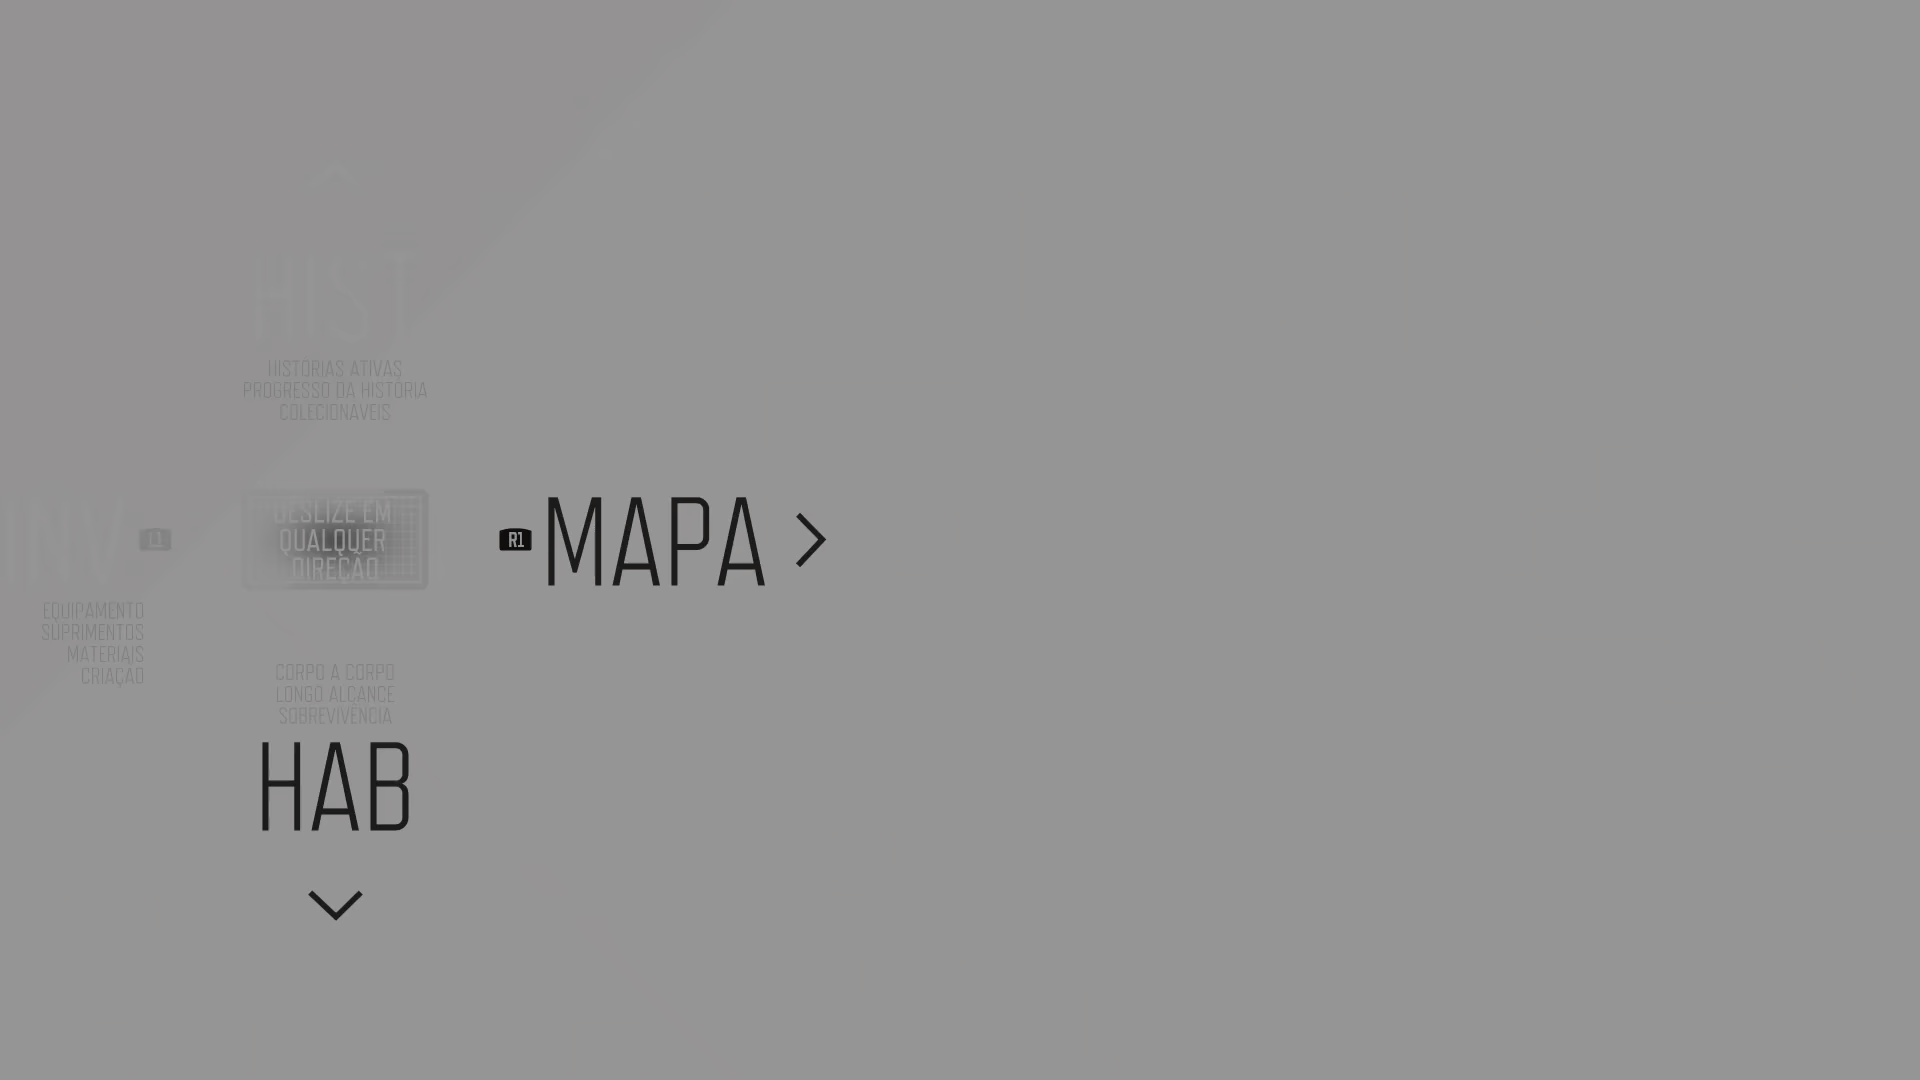 HIST
HISTÓRIAS ATIVAS
PROGRESSO DA HISTÓRIA
COLECIONÁVEIS
INV L1
DESLIZE EM
QUALQUER
DIREÇÃO
R1 MAPA
EQUIPAMENTO
SUPRIMENTOS
MATERIAIS
CRIAÇÃO
CORPO A CORPO
LONGO ALCANCE
SOBREVIVÊNCIA
HAB